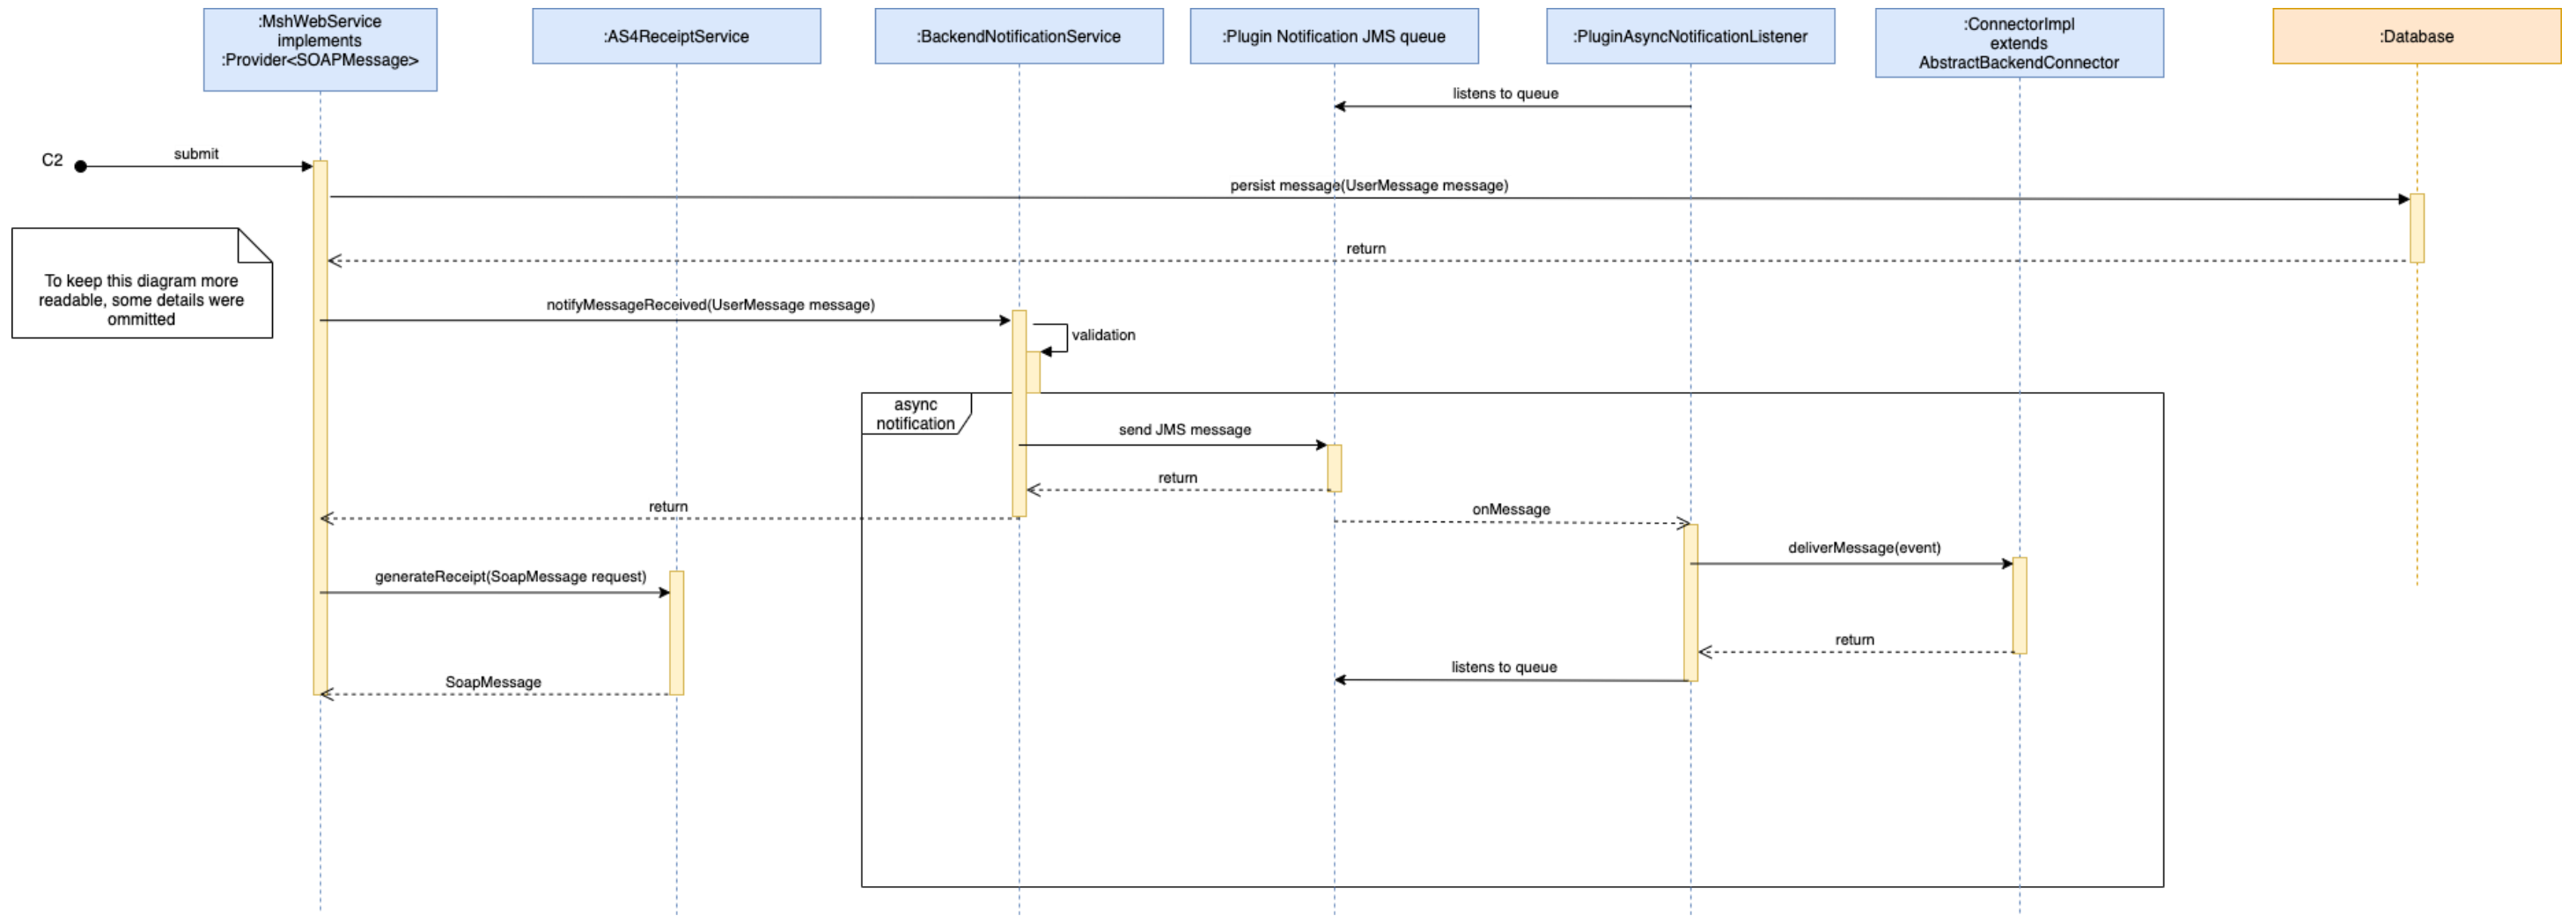 :MshWebService
implements
:Provider<SOAPMessage>
:AS4ReceiptService
:BackendNotificationService
:Plugin Notification JMS queue
:PluginAsyncNotificationListener
:ConnectorImpl
extends
AbstractBackendConnector
:Database
listens to queue
C2
submit
persist message(UserMessage message)
return
To keep this diagram more
readable, some details were
ommitted
notifyMessageReceived(UserMessage message)
validation
async
notification
send JMS message
return
return
onMessage
deliverMessage(event)
generateReceipt(SoapMessage request)
return
listens to queue
SoapMessage